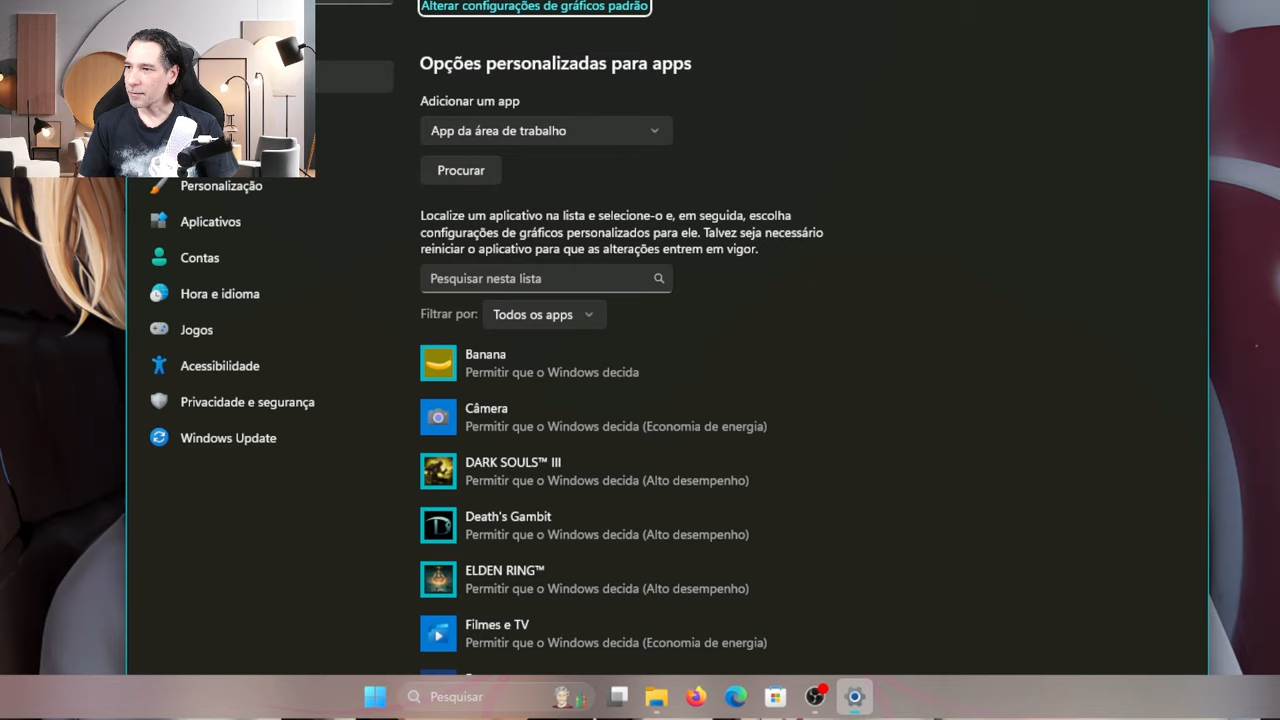 Alterar configurações de gráficos padrão
Opções personalizadas para apps
Adicionar um app
App da área de trabalho
Procurar
Personalização
Localize um aplicativo na lista e selecione-o e, em seguida, escolha
Aplicativos
configurações de gráficos personalizados para ele. Talvez seja necessário
reiniciar o aplicativo para que as alterações entrem em vigor.
Contas
Pesquisar nesta lista
Hora e idioma
Filtrar por:
Todos os apps
Jogos
Banana
Permitir que o Windows decida
Acessibilidade
Câmera
Permitir que o Windows decida (Economia de energia)
Privacidade e segurança
Windows Update
DARK SOULS™ III
Permitir que o Windows decida (Alto desempenho)
Death's Gambit
Permitir que o Windows decida (Alto desempenho)
ELDEN RING™
Permitir que o Windows decida (Alto desempenho)
Filmes e TV
Permitir que o Windows decida (Economia de energia)
Pesquisar